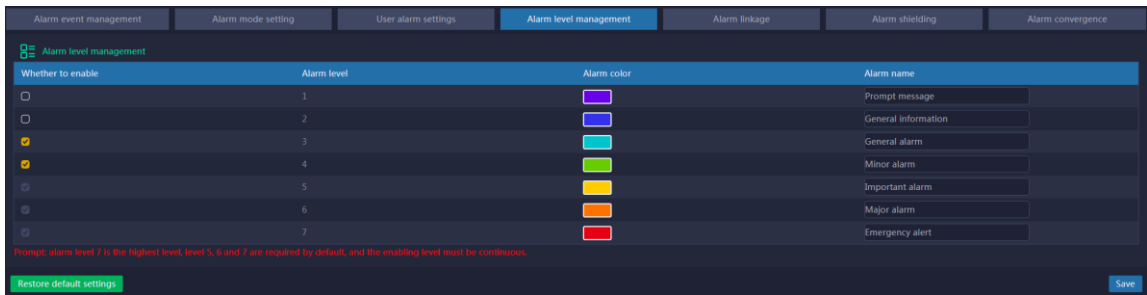 Alarm event management Alarm mode setting User alarm settings Alarm level management Alarm linkage Alarm shielding Alarm convergence
Alarm level management
Whether to enable Alarm level Alarm color Alarm name
1 Prompt message
2 General information
3 General alarm
4 Minor alarm
5 Important alarm
6 Major alarm
7 Emergency alert
Prompt: alarm level 7 is the highest level, level 5, 6 and 7 are required by default, and the enabling level must be continuous.
Restore default settings Save